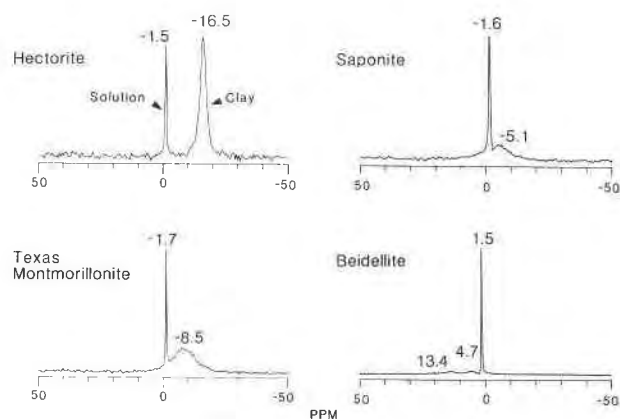 Hectorite
-1.5
-16.5
Solution
Clay
50
0
-50
Saponite
-1.6
-5.1
50
0
-50
Texas
Montmorillonite
-1.7
-8.5
50
0
-50
Beidellite
1.5
13.4
4.7
50
0
-50
PPM